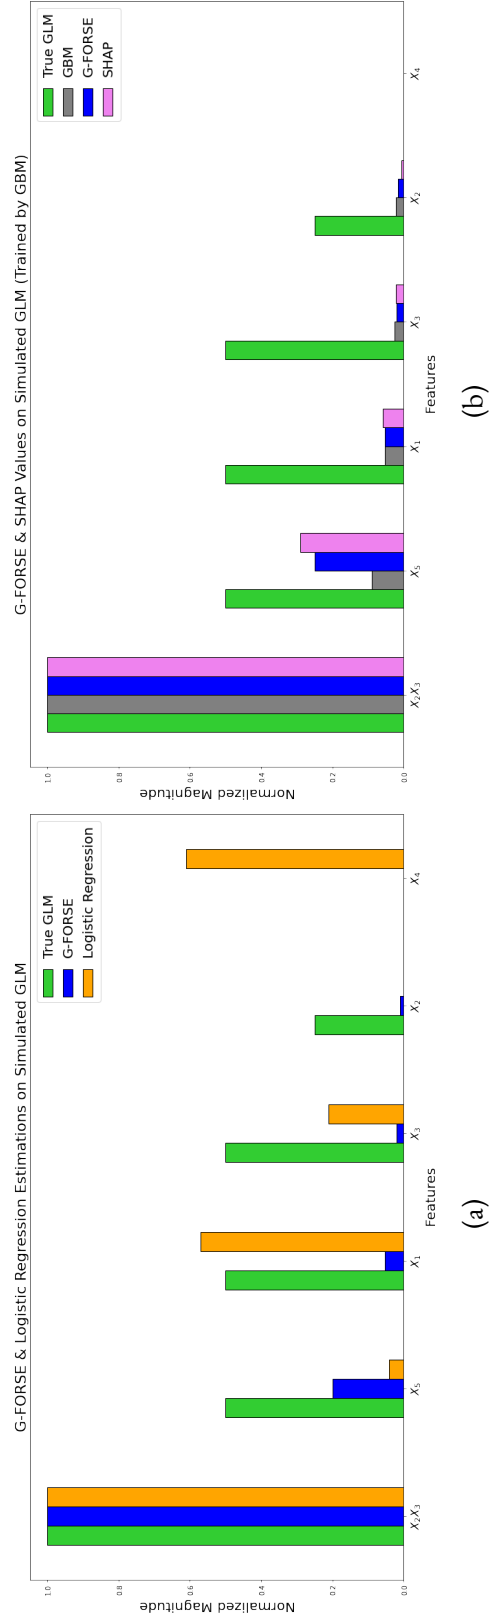 G-FORSE & Logistic Regression Estimations on Simulated GLM
True GLM
G-FORSE
Logistic Regression
Normalized Magnitude
1.0
0.8
0.6
0.4
0.2
0.0
X₂X₃ X₅ X₁ X₃ X₂ X₄
Features
(a)
G-FORSE & SHAP Values on Simulated GLM (Trained by GBM)
True GLM
GBM
G-FORSE
SHAP
Normalized Magnitude
1.0
0.8
0.6
0.4
0.2
0.0
X₂X₃ X₅ X₁ X₃ X₂ X₄
Features
(b)